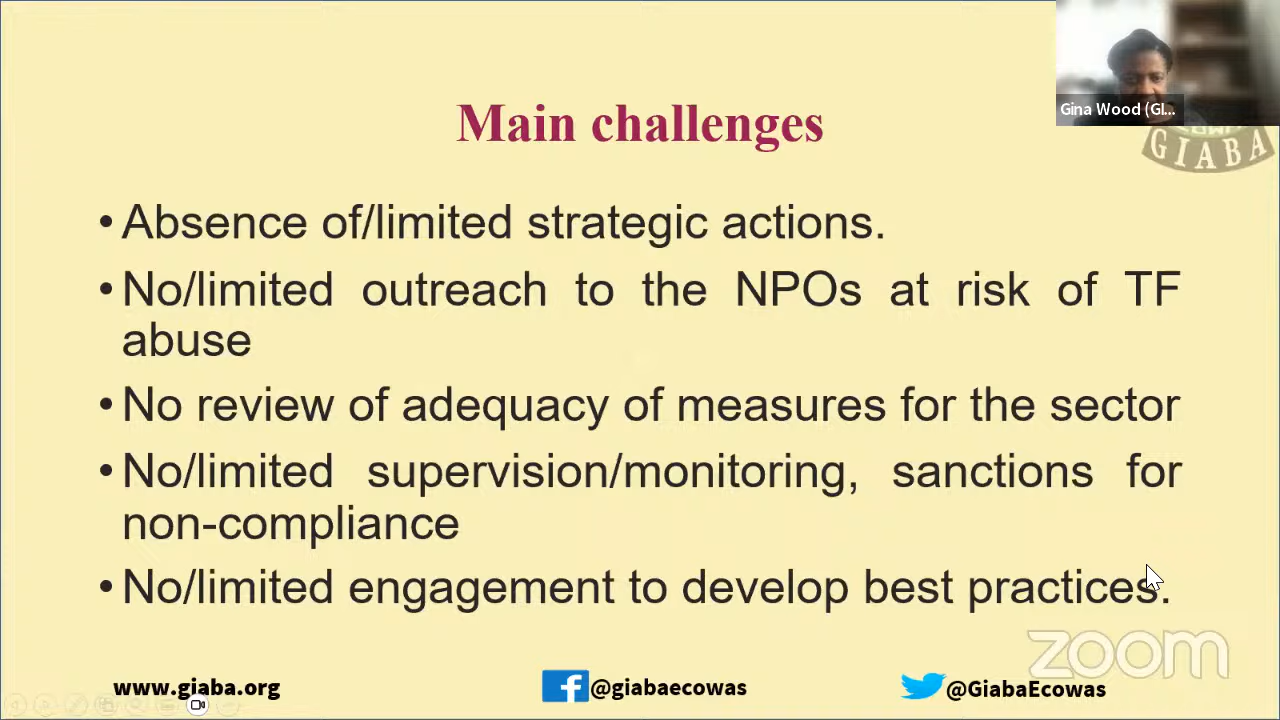 Gina Wood (GI...
GIABA
Main challenges
• Absence of/limited strategic actions.
• No/limited outreach to the NPOs at risk of TF
abuse
• No review of adequacy of measures for the sector
• No/limited supervision/monitoring, sanctions for
non-compliance
• No/limited engagement to develop best practices.
zoom
www.giaba.org
@giabaecowas
@GiabaEcowas